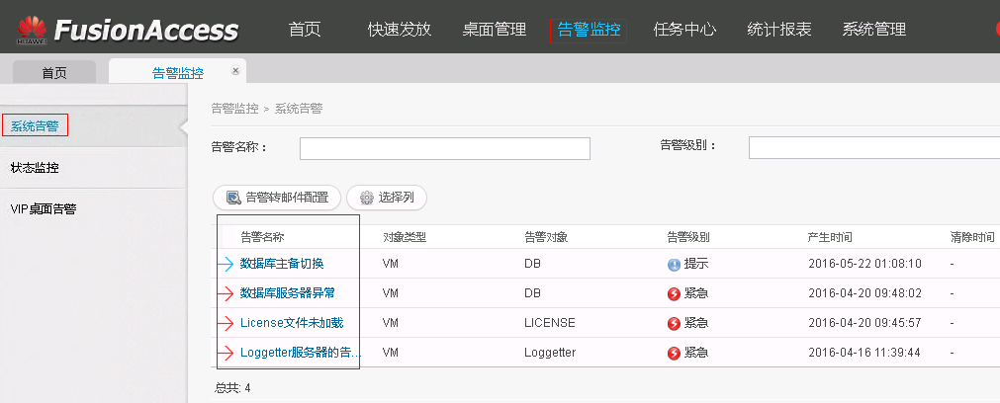 HUAWEI FusionAccess 首页 快速发放 桌面管理 告警监控 任务中心 统计报表 系统管理
首页 告警监控
系统告警
状态监控
VIP桌面告警
告警监控 > 系统告警
告警名称： 告警级别：
告警转邮件配置 选择列
告警名称 对象类型 告警对象 告警级别 产生时间 清除时间
数据库主备切换 VM DB 提示 2016-05-22 01:08:10 -
数据库服务器异常 VM DB 紧急 2016-04-20 09:48:02 -
License文件未加载 VM LICENSE 紧急 2016-04-20 09:45:57 -
Loggetter服务器的告... VM Loggetter 紧急 2016-04-16 11:39:44 -
总共: 4